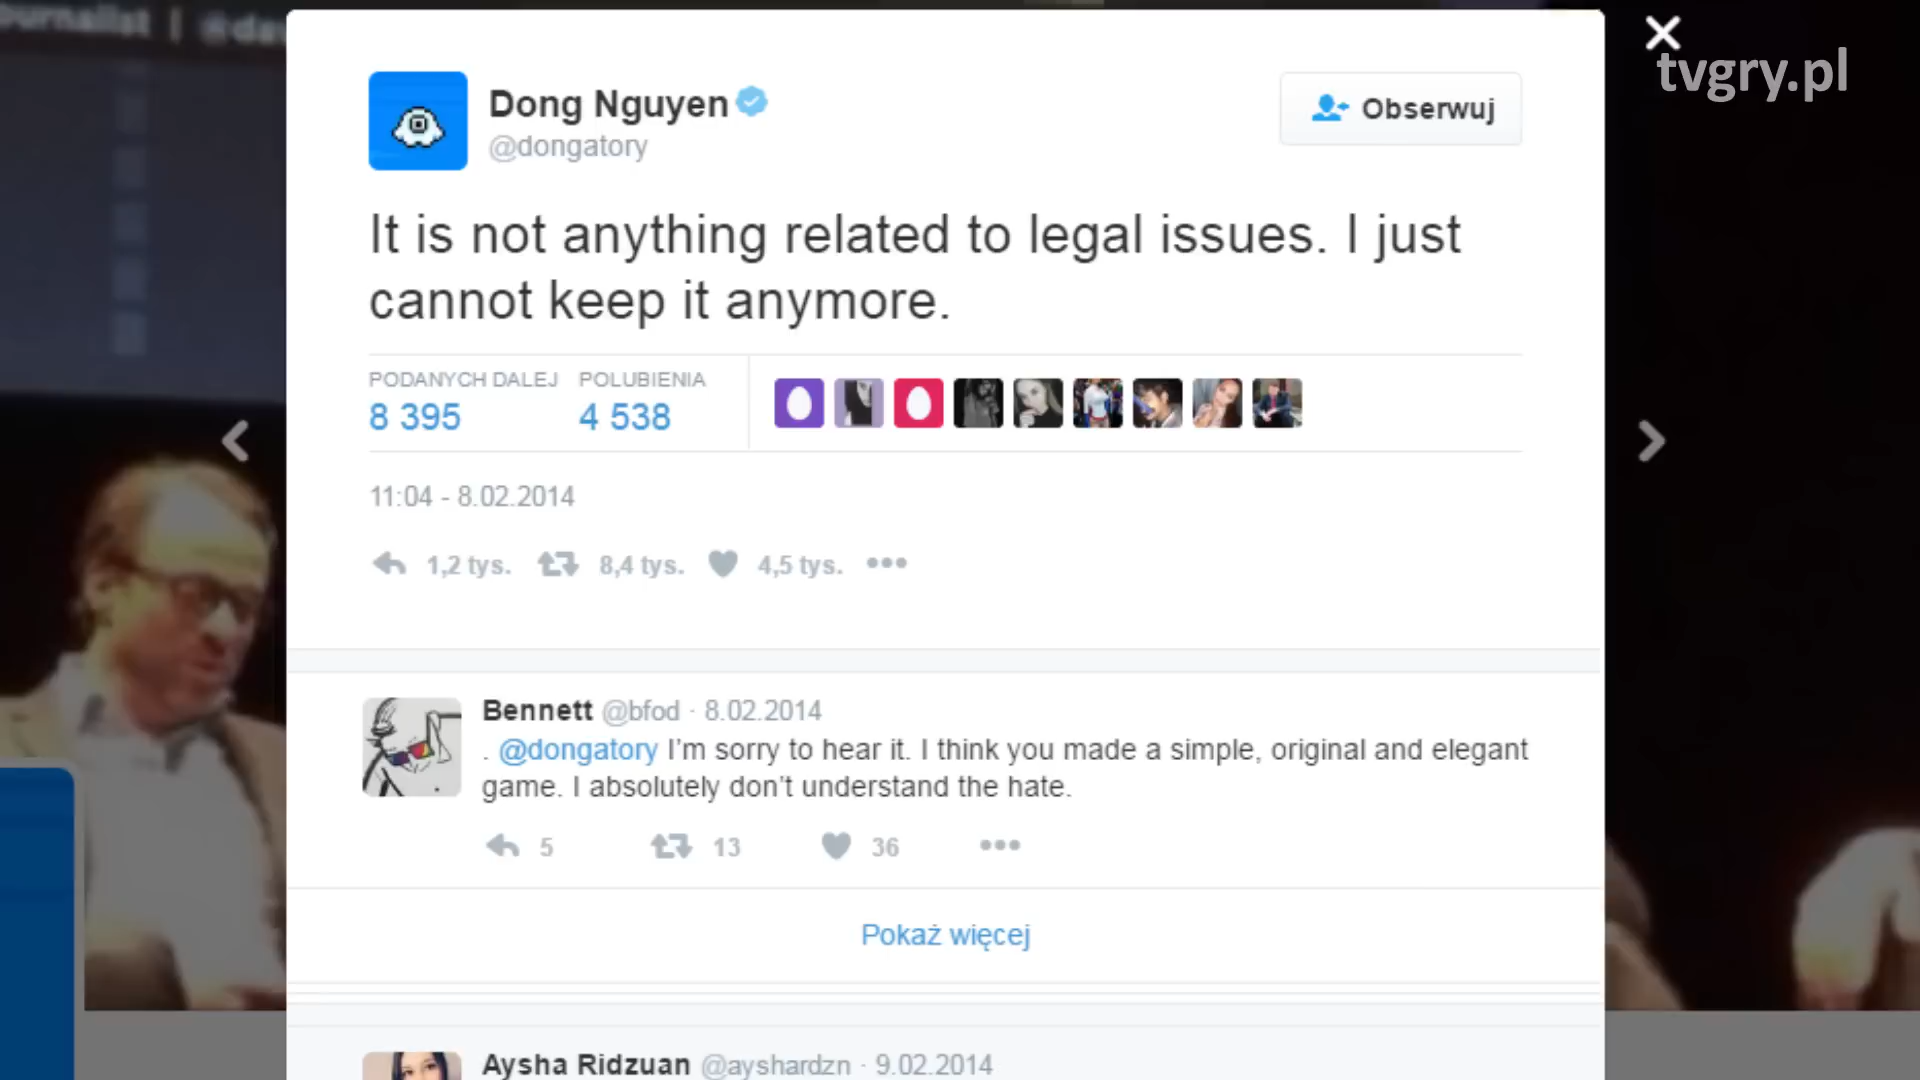 tvgry.pl
Dong Nguyen
@dongatory
Obserwuj
It is not anything related to legal issues. I just
cannot keep it anymore.
PODANYCH DALEJ POLUBIENIA
8 395 4 538
11:04 - 8.02.2014
1,2 tys. 8,4 tys. 4,5 tys.
Bennett @bfod · 8.02.2014
. @dongatory I'm sorry to hear it. I think you made a simple, original and elegant
game. I absolutely don't understand the hate.
5 13 36
Pokaż więcej
Aysha Ridzuan @ayshardzn · 9.02.2014